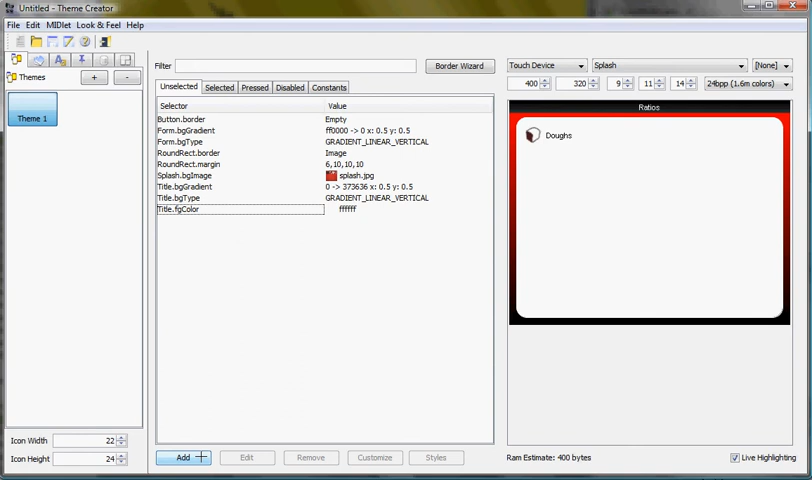 Untitled - Theme Creator
File Edit MIDlet Look & Feel Help
Themes + -
Theme 1
Icon Width 22
Icon Height 24
Filter Border Wizard
Unselected Selected Pressed Disabled Constants
Selector Value
Button.border Empty
Form.bgGradient ff0000 -> 0 x: 0.5 y: 0.5
Form.bgType GRADIENT_LINEAR_VERTICAL
RoundRect.border Image
RoundRect.margin 6,10,10,10
Splash.bgImage splash.jpg
Title.bgGradient 0 -> 373636 x: 0.5 y: 0.5
Title.bgType GRADIENT_LINEAR_VERTICAL
Title.fgColor ffffff
Add Edit Remove Customize Styles
Touch Device Splash [None]
400 320 9 11 14 24bpp (1.6m colors)
Ratios
Doughs
Ram Estimate: 400 bytes Live Highlighting